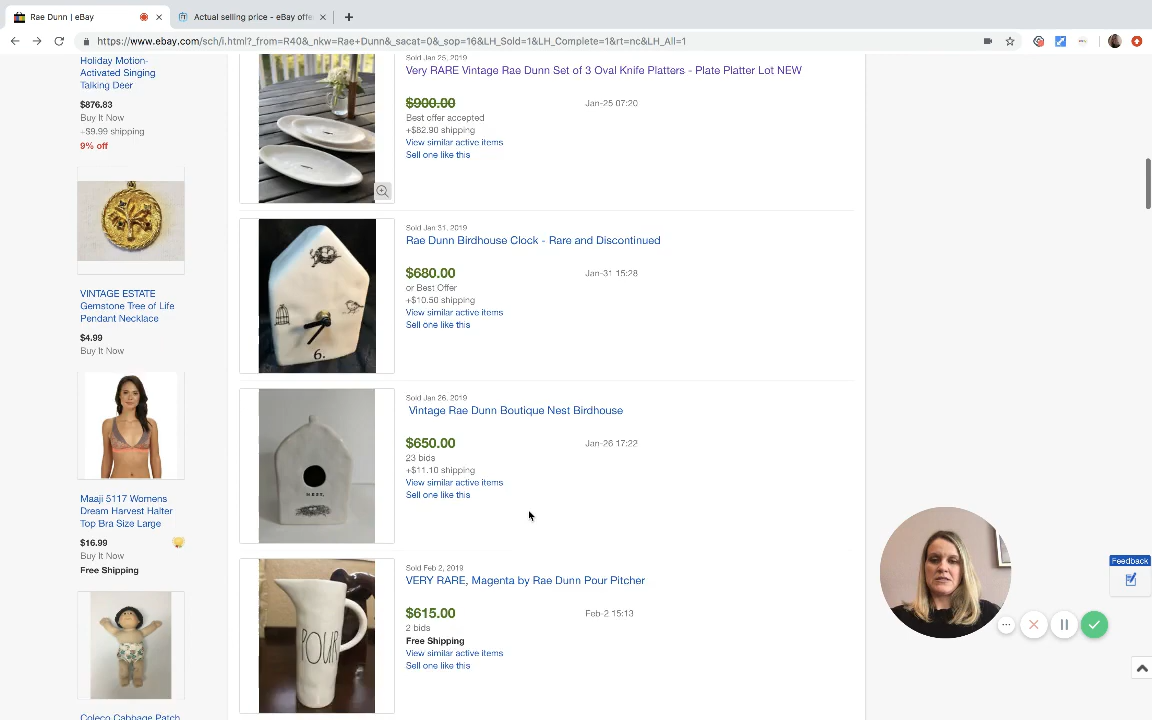 Rae Dunn | eBay
Actual selling price - eBay offe
https://www.ebay.com/sch/i.html?_from=R40&_nkw=Rae+Dunn&_sacat=0&_sop=16&LH_Sold=1&LH_Complete=1&rt=nc&LH_All=1
Holiday Motion-
Activated Singing
Talking Deer
$876.83
Buy It Now
+$9.99 shipping
9% off
VINTAGE ESTATE
Gemstone Tree of Life
Pendant Necklace
$4.99
Buy It Now
Maaji 5117 Womens
Dream Harvest Halter
Top Bra Size Large
$16.99
Buy It Now
Free Shipping
Coleco Cabbage Patch
Sold Jan 25, 2019
Very RARE Vintage Rae Dunn Set of 3 Oval Knife Platters - Plate Platter Lot NEW
$900.00
Jan-25 07:20
Best offer accepted
+$82.90 shipping
View similar active items
Sell one like this
Sold Jan 31, 2019
Rae Dunn Birdhouse Clock - Rare and Discontinued
$680.00
Jan-31 15:28
or Best Offer
+$10.50 shipping
View similar active items
Sell one like this
6.
Sold Jan 26, 2019
Vintage Rae Dunn Boutique Nest Birdhouse
$650.00
Jan-26 17:22
23 bids
+$11.10 shipping
View similar active items
Sell one like this
NEST.
Sold Feb 2, 2019
VERY RARE, Magenta by Rae Dunn Pour Pitcher
$615.00
Feb-2 15:13
2 bids
Free Shipping
View similar active items
Sell one like this
POUR
Feedback